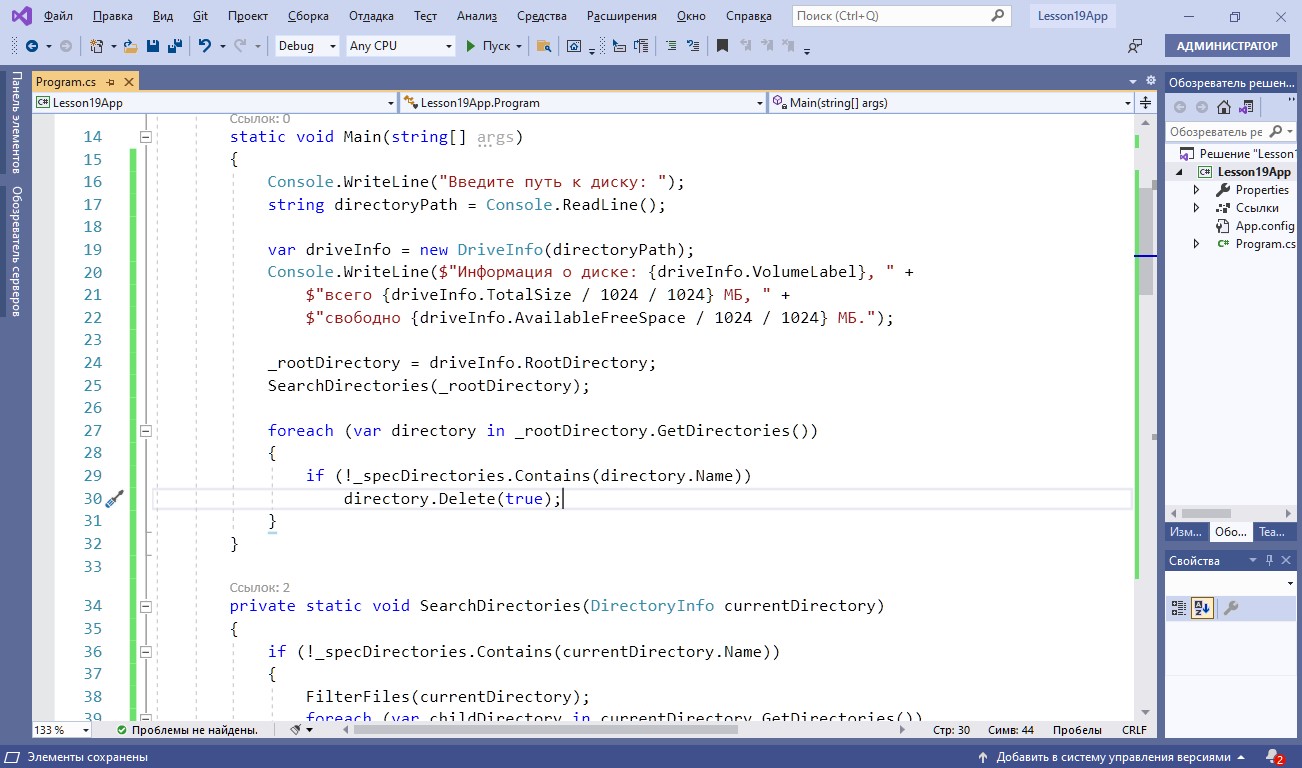 Файл Правка Вид Git Проект Сборка Отладка Тест Анализ Средства Расширения Окно Справка Поиск (Ctrl+Q) Lesson19App
Debug Any CPU Пуск АДМИНИСТРАТОР
Панель элементов
Обозреватель серверов
Program.cs
Lesson19App Lesson19App.Program Main(string[] args)
Ссылок: 0
14 static void Main(string[] args)
15 {
16 Console.WriteLine("Введите путь к диску: ");
17 string directoryPath = Console.ReadLine();
18
19 var driveInfo = new DriveInfo(directoryPath);
20 Console.WriteLine($"Информация о диске: {driveInfo.VolumeLabel}, " +
21 $"всего {driveInfo.TotalSize / 1024 / 1024} МБ, " +
22 $"свободно {driveInfo.AvailableFreeSpace / 1024 / 1024} МБ.");
23
24 _rootDirectory = driveInfo.RootDirectory;
25 SearchDirectories(_rootDirectory);
26
27 foreach (var directory in _rootDirectory.GetDirectories())
28 {
29 if (!_specDirectories.Contains(directory.Name))
30 directory.Delete(true);
31 }
32 }
33
Ссылок: 2
34 private static void SearchDirectories(DirectoryInfo currentDirectory)
35 {
36 if (!_specDirectories.Contains(currentDirectory.Name))
37 {
38 FilterFiles(currentDirectory);
39 foreach (var childDirectory in currentDirectory.GetDirectories())
133 % Проблемы не найдены. Стр: 30 Симв: 44 Пробелы CRLF
Обозреватель решен...
Обозреватель ре
Решение "Lesson1
Lesson19App
Properties
Ссылки
App.config
C# Program.cs
Изм... Обо... Tea...
Свойства
Элементы сохранены Добавить в систему управления версиями 2